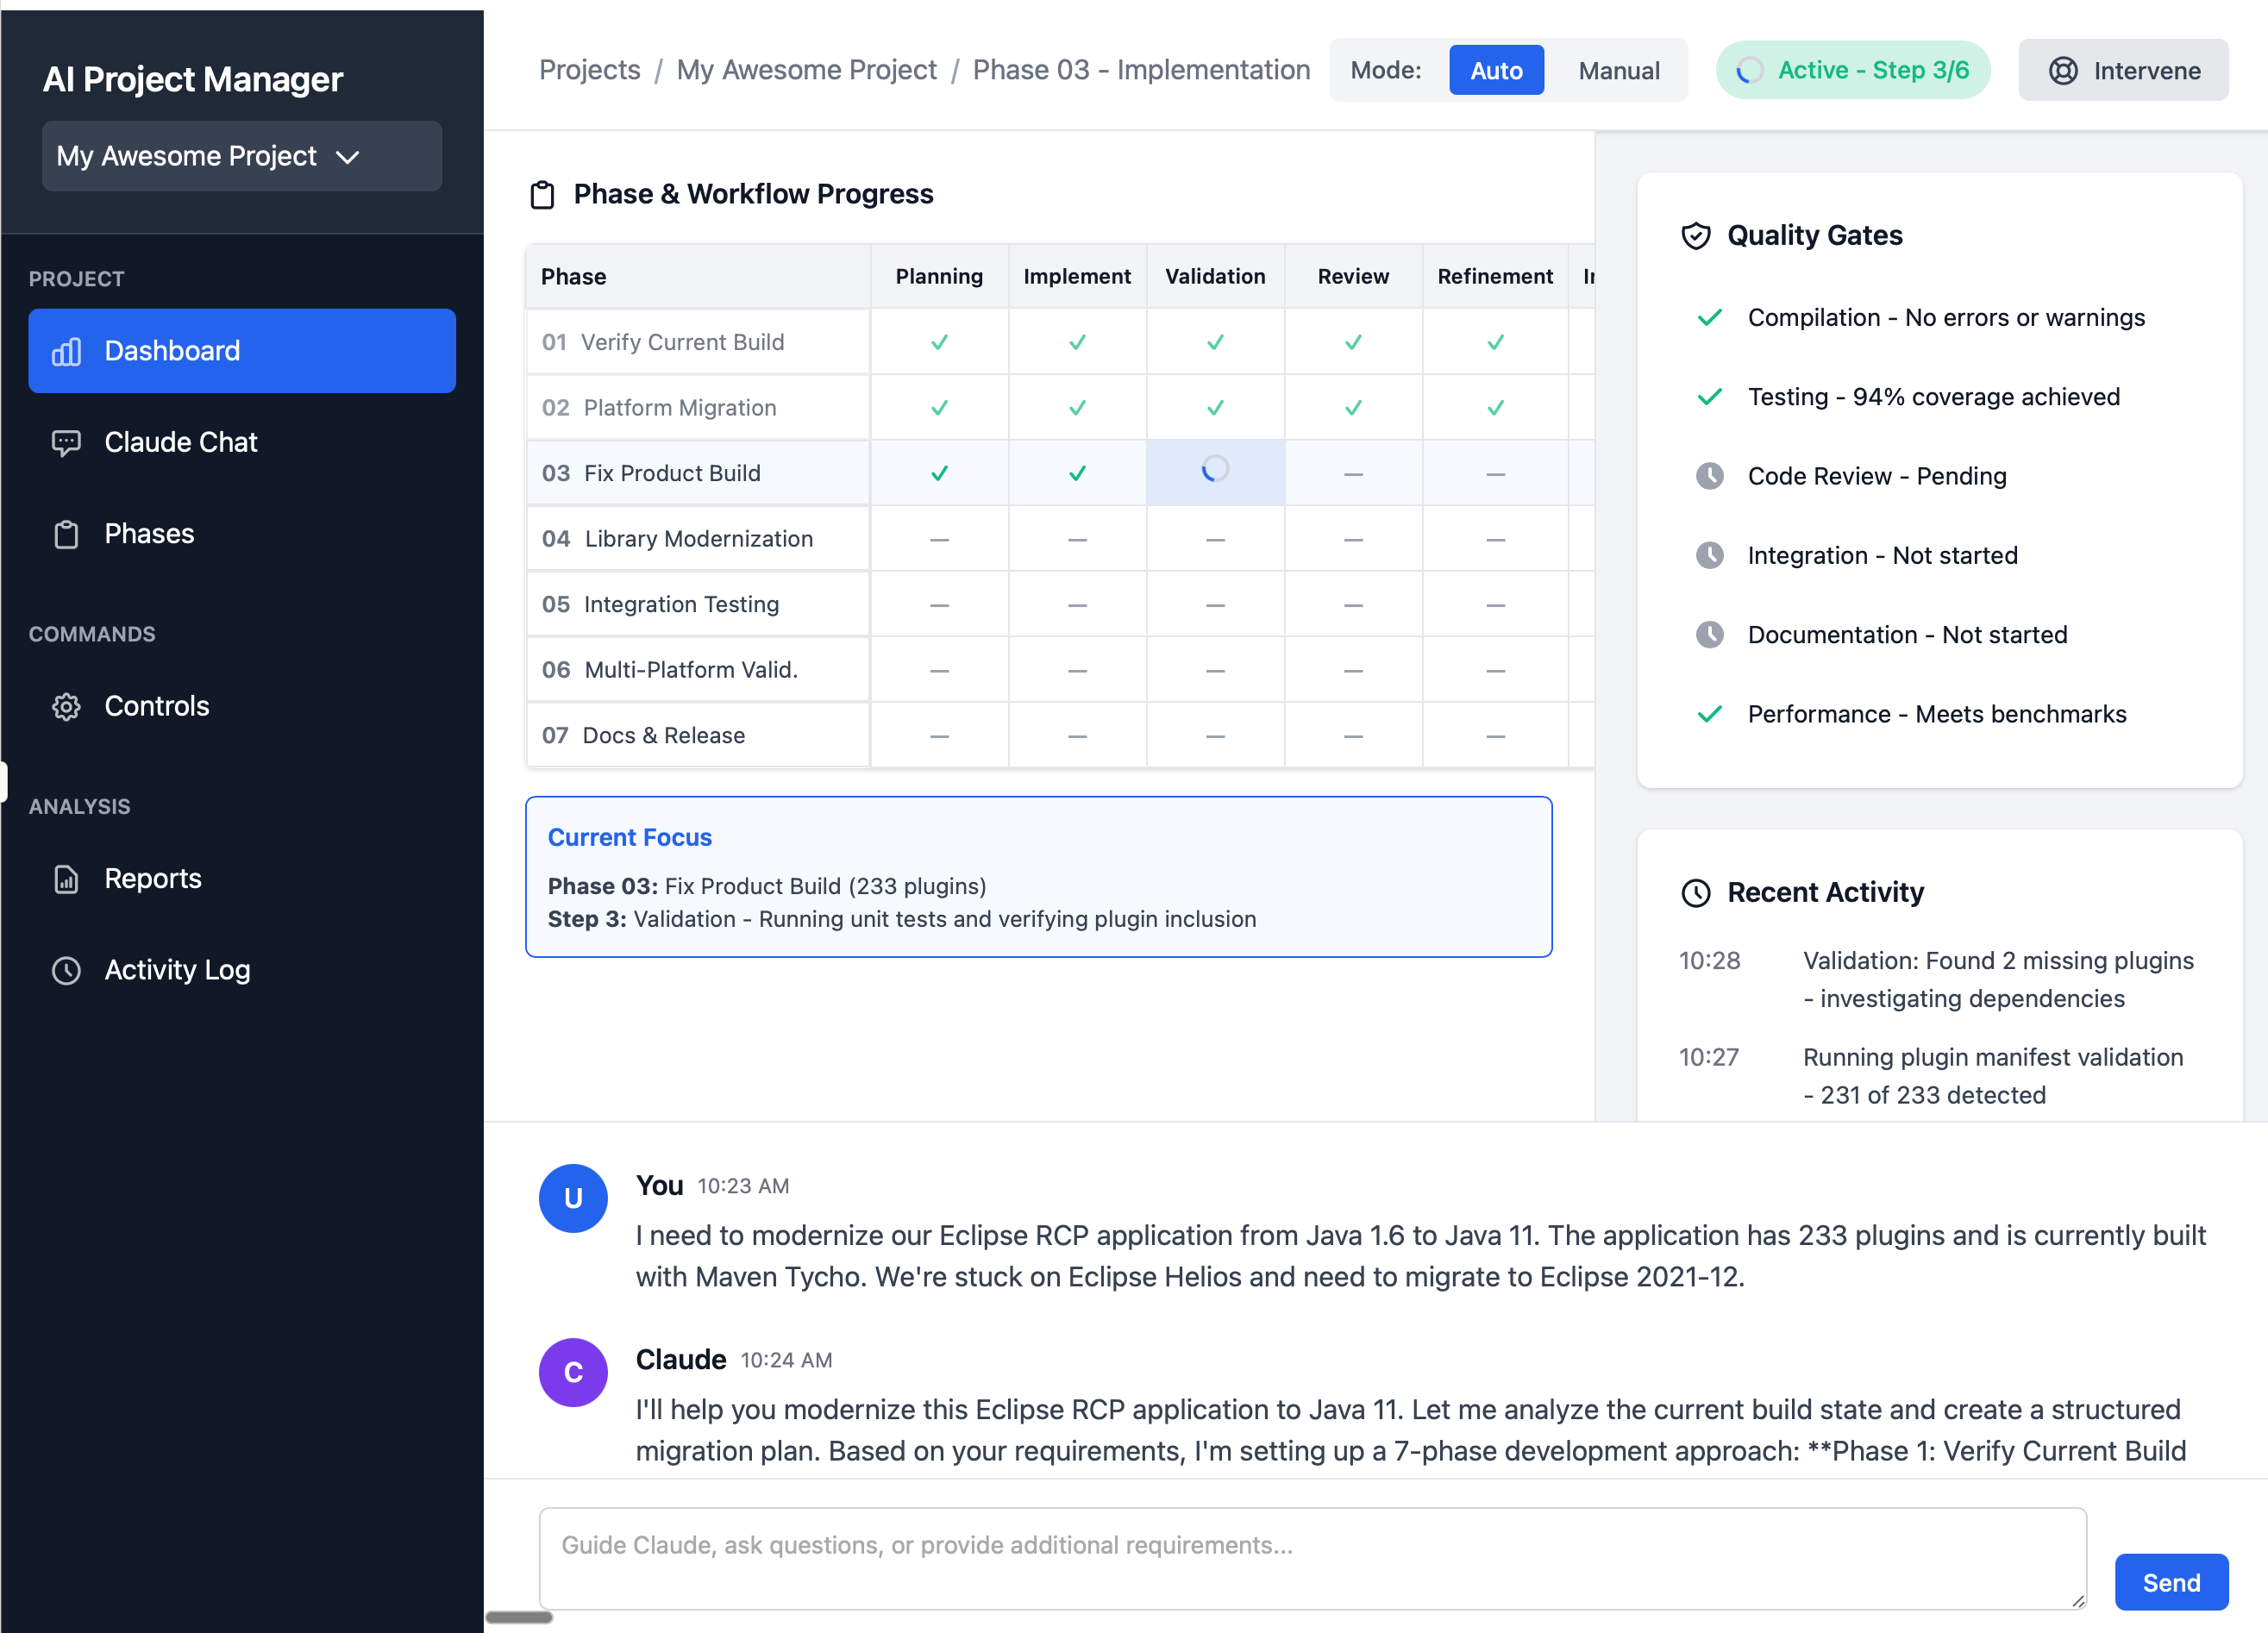 AI Project Manager
My Awesome Project
PROJECT
Dashboard
Claude Chat
Phases
COMMANDS
Controls
ANALYSIS
Reports
Activity Log
Projects / My Awesome Project / Phase 03 - Implementation
Mode: Auto Manual
Active - Step 3/6
Intervene
Phase & Workflow Progress
Phase Planning Implement Validation Review Refinement
01 Verify Current Build
02 Platform Migration
03 Fix Product Build — —
04 Library Modernization — — — — —
05 Integration Testing — — — — —
06 Multi-Platform Valid. — — — — —
07 Docs & Release — — — — —
Current Focus
Phase 03: Fix Product Build (233 plugins)
Step 3: Validation - Running unit tests and verifying plugin inclusion
Quality Gates
Compilation - No errors or warnings
Testing - 94% coverage achieved
Code Review - Pending
Integration - Not started
Documentation - Not started
Performance - Meets benchmarks
Recent Activity
10:28 Validation: Found 2 missing plugins
- investigating dependencies
10:27 Running plugin manifest validation
- 231 of 233 detected
U
You 10:23 AM
I need to modernize our Eclipse RCP application from Java 1.6 to Java 11. The application has 233 plugins and is currently built
with Maven Tycho. We're stuck on Eclipse Helios and need to migrate to Eclipse 2021-12.
C
Claude 10:24 AM
I'll help you modernize this Eclipse RCP application to Java 11. Let me analyze the current build state and create a structured
migration plan. Based on your requirements, I'm setting up a 7-phase development approach: **Phase 1: Verify Current Build
Guide Claude, ask questions, or provide additional requirements...
Send